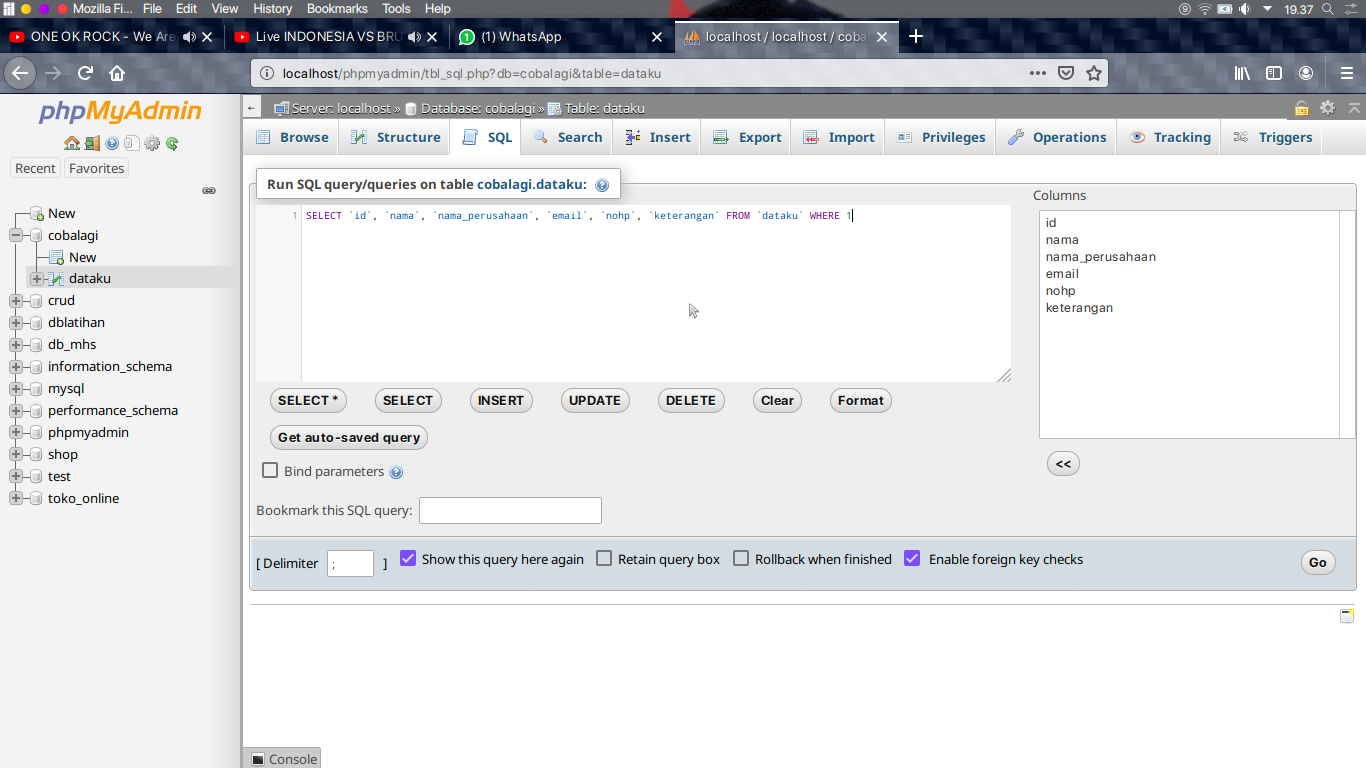 Mozilla Fi... File Edit View History Bookmarks Tools Help 19.37
ONE OK ROCK - We Are Live INDONESIA VS BRU (1) WhatsApp localhost / localhost / coba
localhost/phpmyadmin/tbl_sql.php?db=cobalagi&table=dataku
phpMyAdmin
Recent Favorites
New
cobalagi
New
dataku
crud
dblatihan
db_mhs
information_schema
mysql
performance_schema
phpmyadmin
shop
test
toko_online
Server: localhost » Database: cobalagi » Table: dataku
Browse Structure SQL Search Insert Export Import Privileges Operations Tracking Triggers
Run SQL query/queries on table cobalagi.dataku:
1 SELECT `id`, `nama`, `nama_perusahaan`, `email`, `nohp`, `keterangan` FROM `dataku` WHERE 1
Columns
id
nama
nama_perusahaan
email
nohp
keterangan
<<
SELECT * SELECT INSERT UPDATE DELETE Clear Format
Get auto-saved query
Bind parameters
Bookmark this SQL query:
[ Delimiter ; ] Show this query here again Retain query box Rollback when finished Enable foreign key checks Go
Console